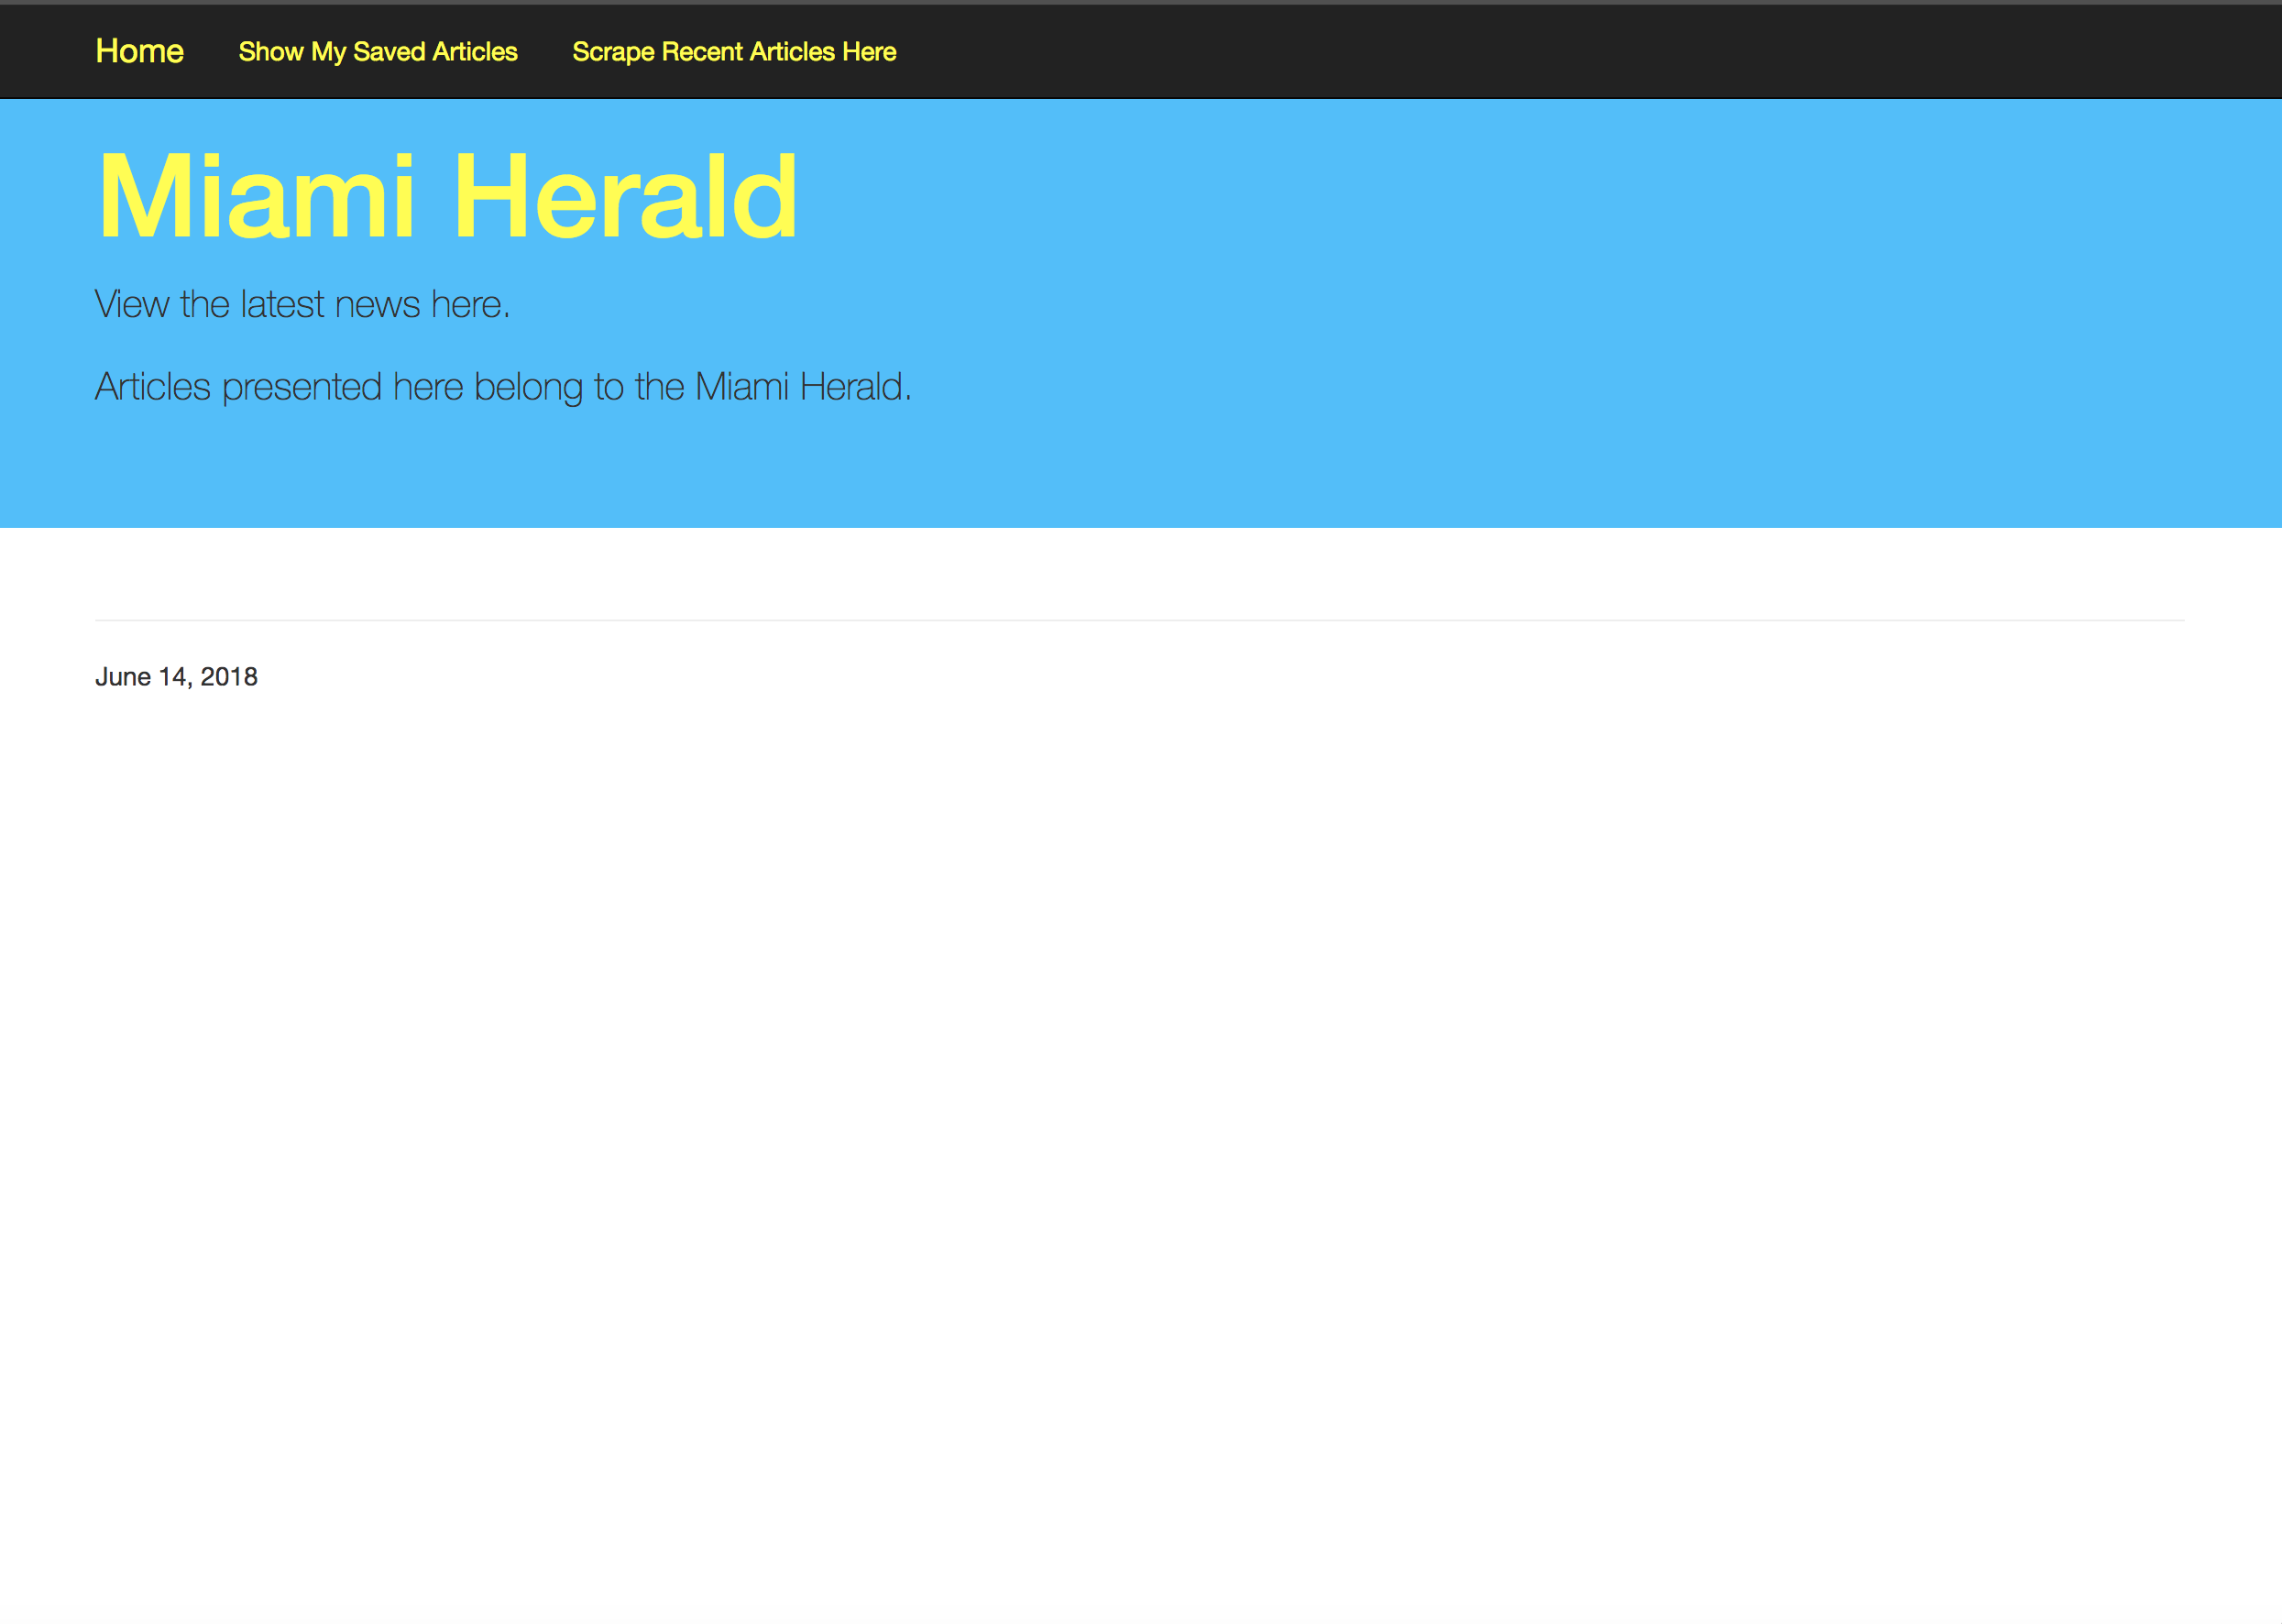 Home Show My Saved Articles Scrape Recent Articles Here
Miami Herald
View the latest news here.
Articles presented here belong to the Miami Herald.
June 14, 2018